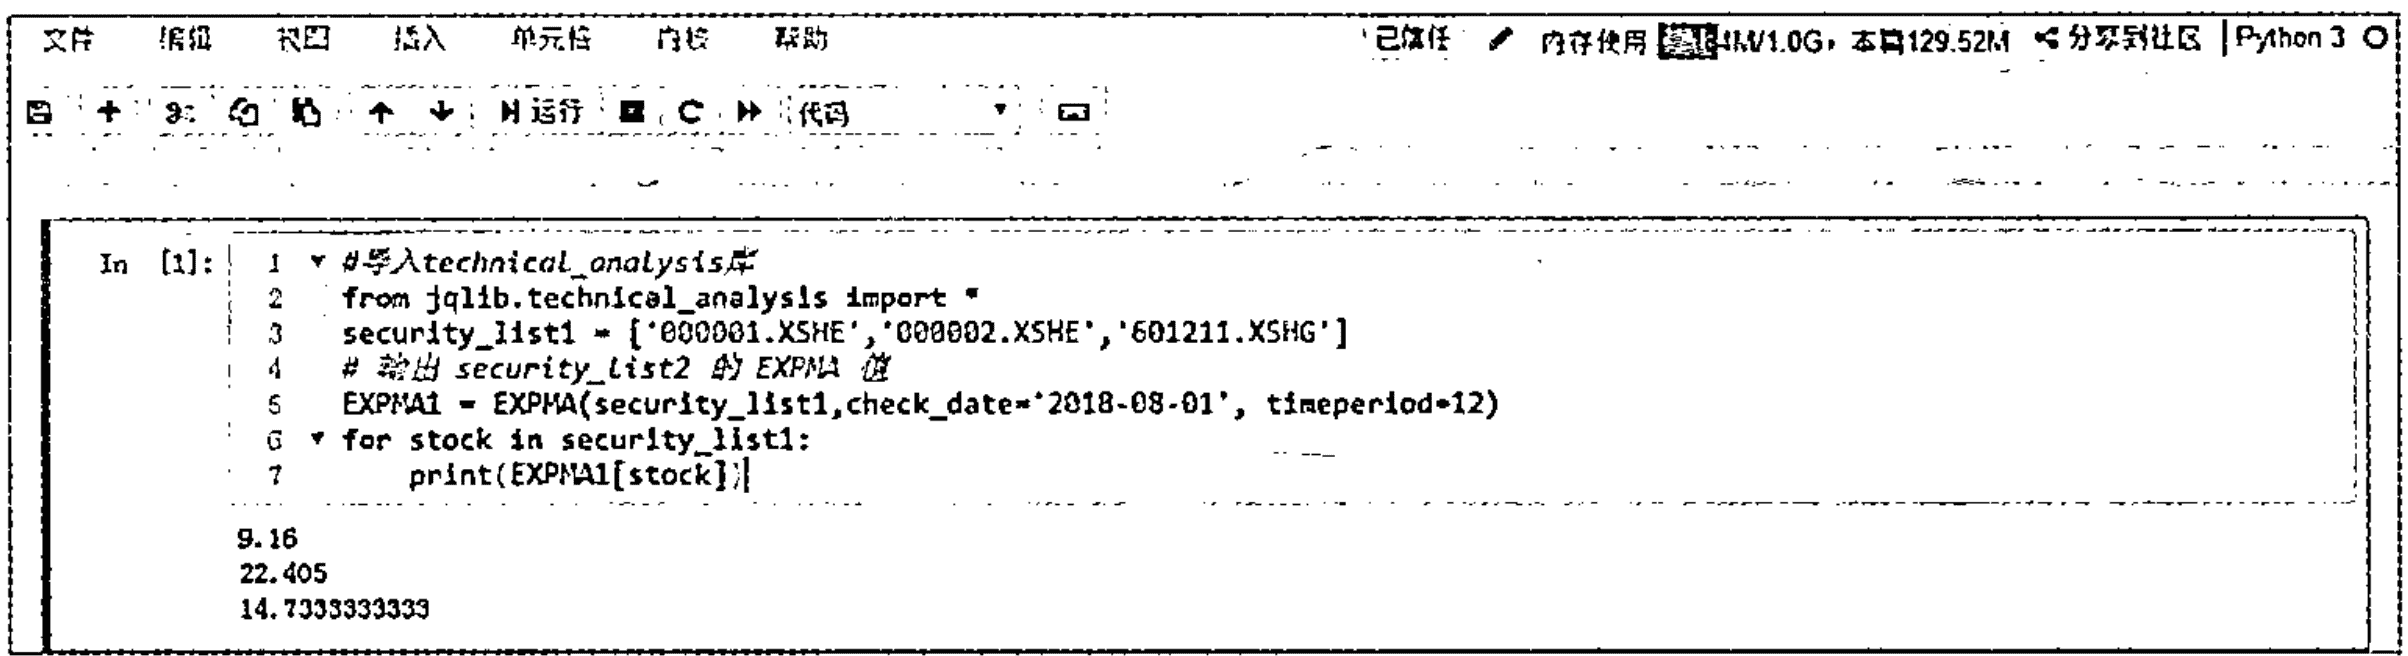 文件 编辑 视图 插入 单元格 内核 帮助 已信任 内存使用 4M/1.0G, 本目129.52M 分享到社区 Python 3
运行 代码
In [1]:
1 #导入technical_analysis库
2 from jqlib.technical_analysis import *
3 security_list1 = ['000001.XSHE','000002.XSHE','601211.XSHG']
4 # 输出 security_list2 的 EXPMA 值
5 EXPMA1 = EXPMA(security_list1,check_date='2018-08-01', timeperiod=12)
6 for stock in security_list1:
7 print(EXPMA1[stock])
9.16
22.405
14.7333333333